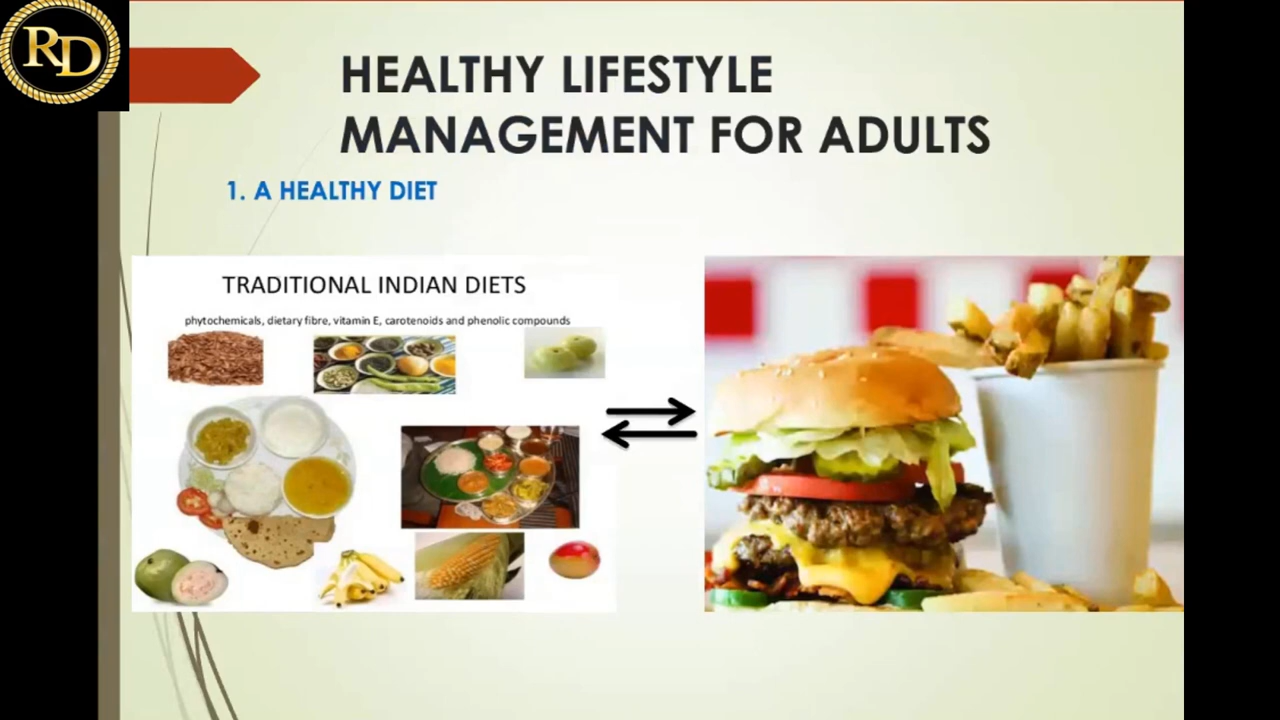 RD
HEALTHY LIFESTYLE
MANAGEMENT FOR ADULTS
1. A HEALTHY DIET
TRADITIONAL INDIAN DIETS
phytochemicals, dietary fibre, vitamin E, carotenoids and phenolic compounds